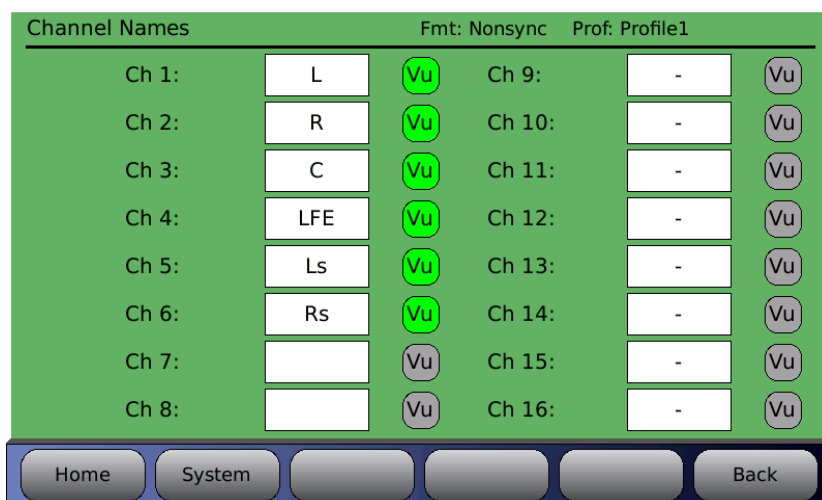 Channel Names Fmt: Nonsync Prof: Profile1
Ch 1: L Vu Ch 9: - Vu
Ch 2: R Vu Ch 10: - Vu
Ch 3: C Vu Ch 11: - Vu
Ch 4: LFE Vu Ch 12: - Vu
Ch 5: Ls Vu Ch 13: - Vu
Ch 6: Rs Vu Ch 14: - Vu
Ch 7: Vu Ch 15: - Vu
Ch 8: Vu Ch 16: - Vu
Home System Back